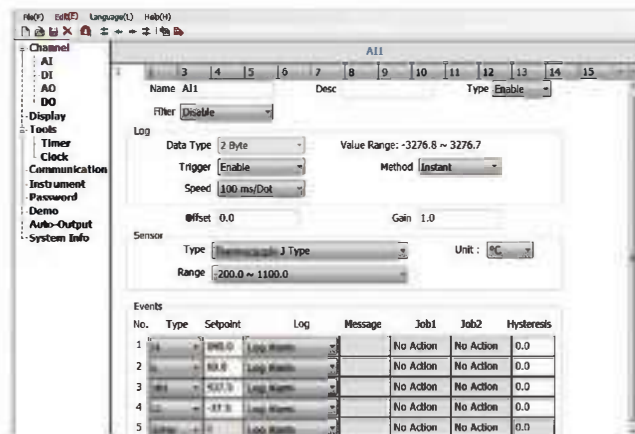 File(F) Edit(E) Language(L) Help(H)
Channel
AI
DI
AO
DO
Display
Tools
Timer
Clock
Communication
Instrument
Password
Demo
Auto-Output
System Info
AI1
3 4 5 6 7 8 9 10 11 12 13 14 15
Name AI1 Desc Type Enable
Filter Disable
Log
Data Type 2 Byte Value Range: -3276.8 ~ 3276.7
Trigger Enable Method Instant
Speed 100 ms/Dot
Offset 0.0 Gain 1.0
Sensor
Type J Type Unit : °C
Range -200.0 ~ 1100.0
Events
No. Type Setpoint Log Message Job1 Job2 Hysteresis
1 No Action No Action 0.0
2 No Action No Action 0.0
3 No Action No Action 0.0
4 No Action No Action 0.0
5 No Action No Action 0.0